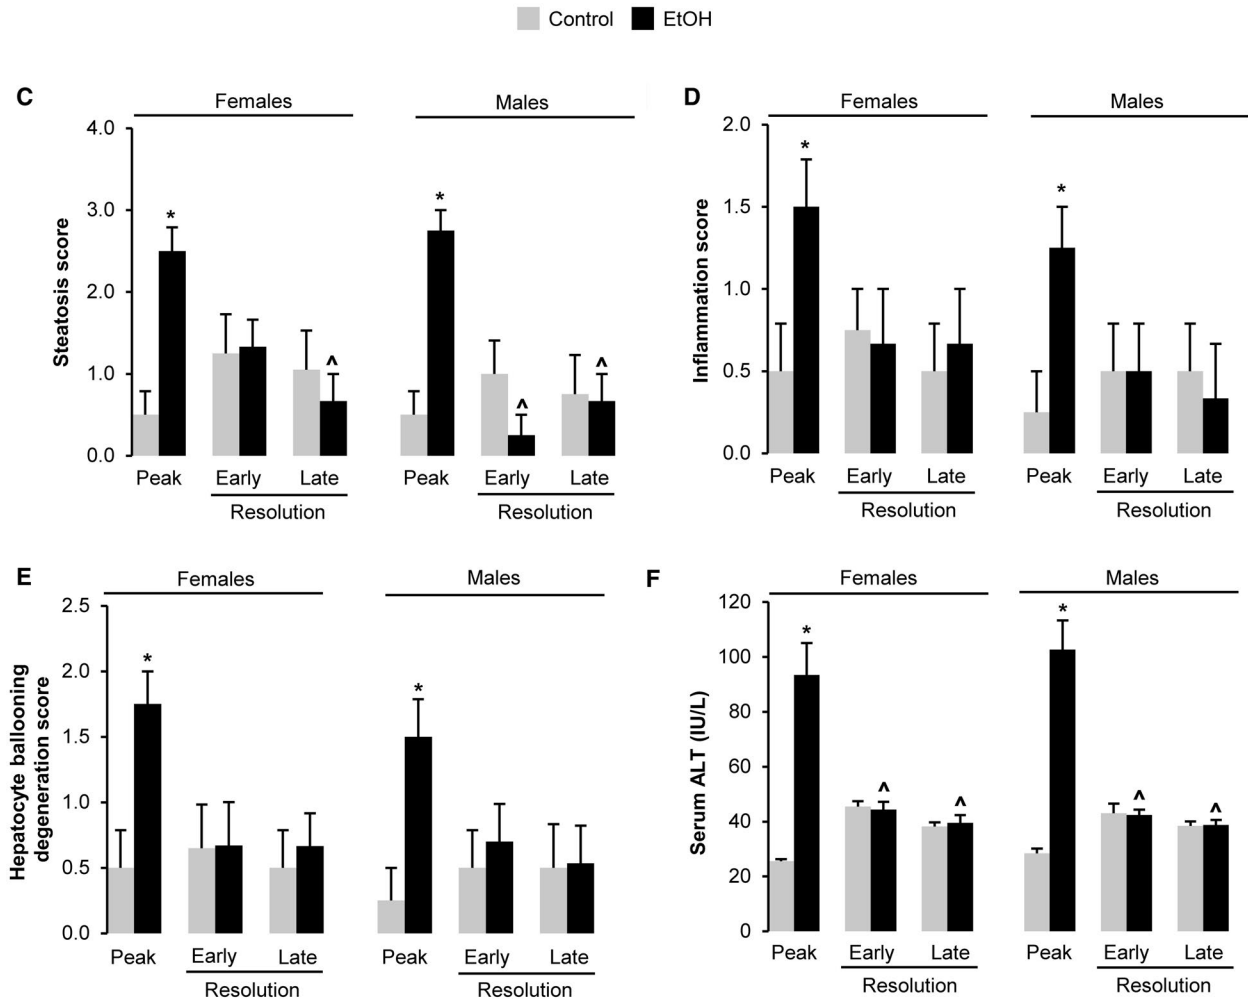 Control EtOH
C
Females Males
Steatosis score
4.0
3.0
2.0
1.0
0.0
* * ^ ^ ^
Peak Early Late Peak Early Late
Resolution Resolution
D
Females Males
Inflammation score
2.0
1.5
1.0
0.5
0.0
* *
Peak Early Late Peak Early Late
Resolution Resolution
E
Females Males
Hepatocyte ballooning
degeneration score
2.5
2.0
1.5
1.0
0.5
0.0
* *
Peak Early Late Peak Early Late
Resolution Resolution
F
Females Males
Serum ALT (IU/L)
120
100
80
60
40
20
0
* ^ ^ * ^ ^
Peak Early Late Peak Early Late
Resolution Resolution